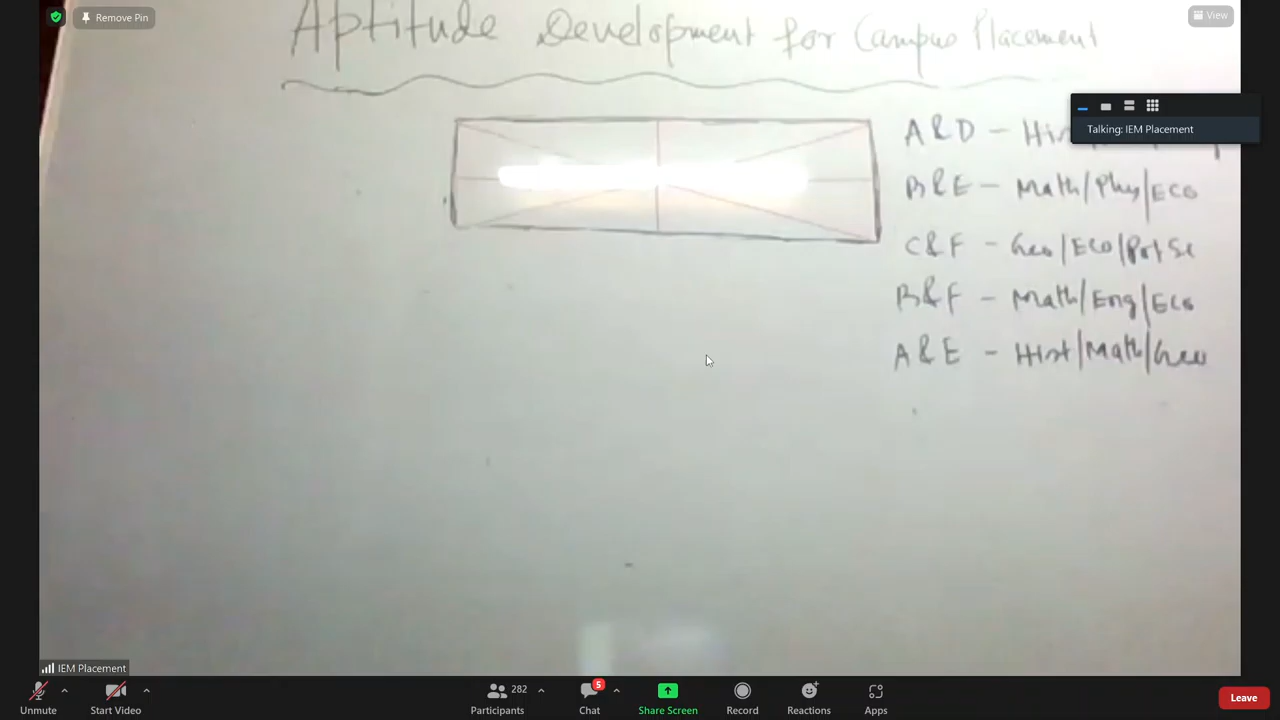 Remove Pin
View
Aptitude Development for Campus Placement
Talking: IEM Placement
A & D -
B & E - Math/Phy/Eco
C & F - Geo/Eco/Pol Sc
B & F - Math/Eng/Eco
A & E - Hist/Math/Geo
IEM Placement
Unmute
Start Video
282
Participants
5
Chat
Share Screen
Record
Reactions
Apps
Leave